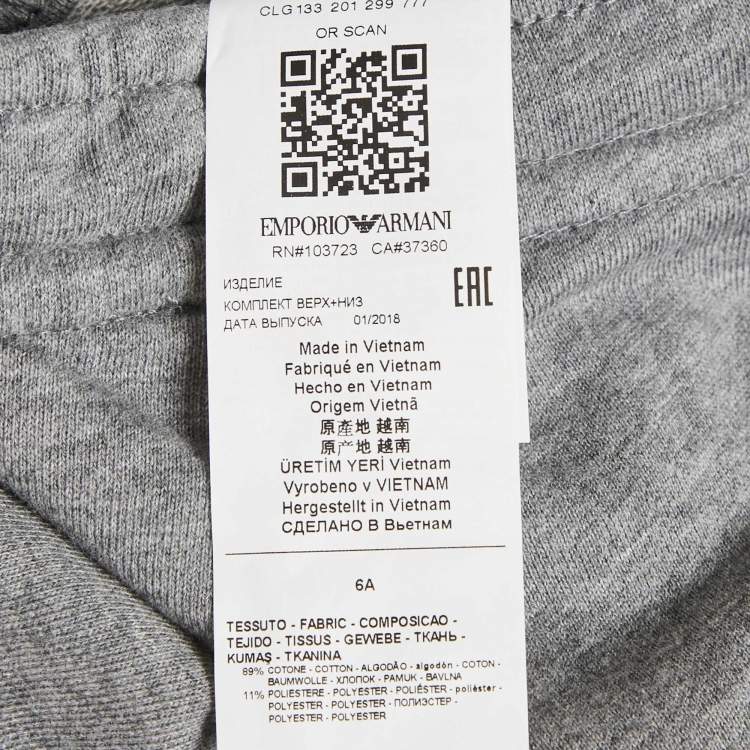 CLG133 201 299 777
OR SCAN
EMPORIO ARMANI
RN#103723 CA#37360
ИЗДЕЛИЕ
EAC
КОМПЛЕКТ ВЕРХ+НИЗ
ДАТА ВЫПУСКА 01/2018
Made in Vietnam
Fabriqué en Vietnam
Hecho en Vietnam
Origem Vietnã
原產地 越南
原产地 越南
ÜRETİM YERİ Vietnam
Vyrobeno v VIETNAM
Hergestellt in Vietnam
СДЕЛАНО В Вьетнам
6A
TESSUTO - FABRIC - COMPOSICAO -
TEJIDO - TISSUS - GEWEBE - ТКАНЬ -
KUMAŞ - TKANINA
89% COTONE - COTTON - ALGODÃO - algodón - COTON -
BAUMWOLLE - ХЛОПОК - PAMUK - BAVLNA
11% POLIESTERE - POLYESTER - POLIÉSTER - poliéster -
POLYESTER - POLYESTER - ПОЛИЭСТЕР -
POLYESTER - POLYESTER